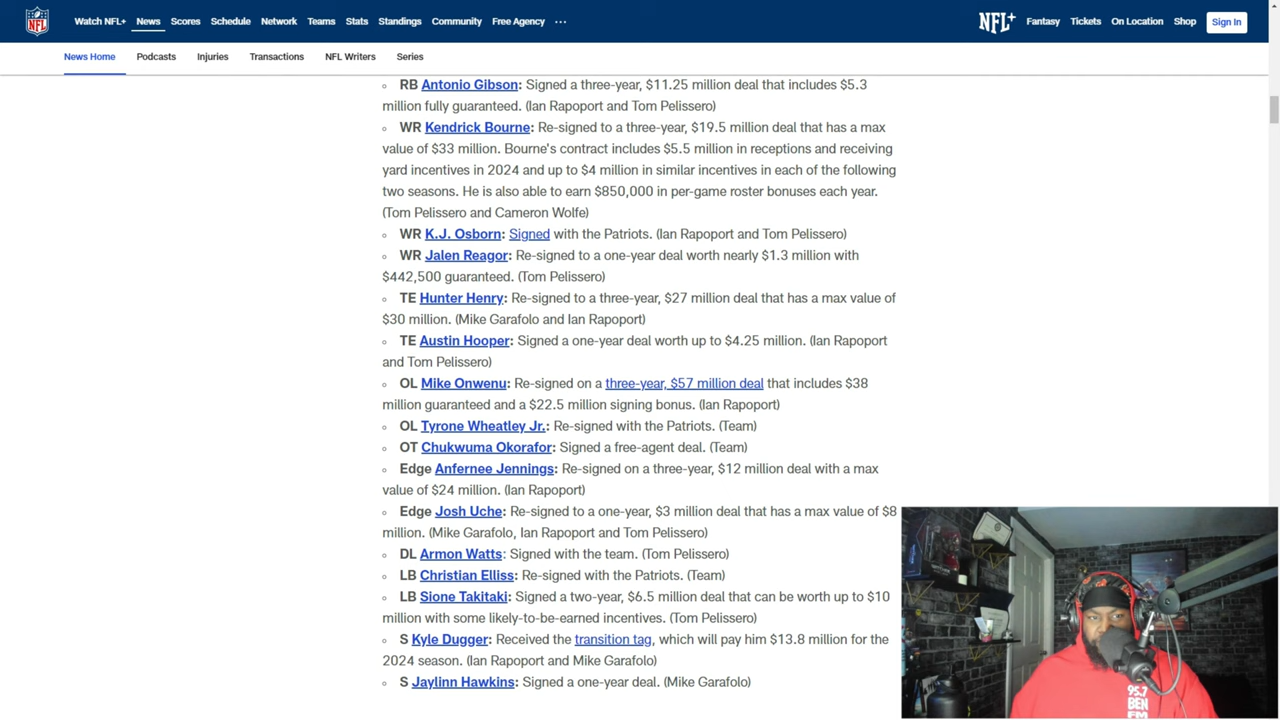 NFL
Watch NFL+ News Scores Schedule Network Teams Stats Standings Community Free Agency ...
NFL+ Fantasy Tickets On Location Shop Sign In
News Home Podcasts Injuries Transactions NFL Writers Series
RB Antonio Gibson: Signed a three-year, $11.25 million deal that includes $5.3
million fully guaranteed. (Ian Rapoport and Tom Pelissero)
WR Kendrick Bourne: Re-signed to a three-year, $19.5 million deal that has a max
value of $33 million. Bourne's contract includes $5.5 million in receptions and receiving
yard incentives in 2024 and up to $4 million in similar incentives in each of the following
two seasons. He is also able to earn $850,000 in per-game roster bonuses each year.
(Tom Pelissero and Cameron Wolfe)
WR K.J. Osborn: Signed with the Patriots. (Ian Rapoport and Tom Pelissero)
WR Jalen Reagor: Re-signed to a one-year deal worth nearly $1.3 million with
$442,500 guaranteed. (Tom Pelissero)
TE Hunter Henry: Re-signed to a three-year, $27 million deal that has a max value of
$30 million. (Mike Garafolo and Ian Rapoport)
TE Austin Hooper: Signed a one-year deal worth up to $4.25 million. (Ian Rapoport
and Tom Pelissero)
OL Mike Onwenu: Re-signed on a three-year, $57 million deal that includes $38
million guaranteed and a $22.5 million signing bonus. (Ian Rapoport)
OL Tyrone Wheatley Jr.: Re-signed with the Patriots. (Team)
OT Chukwuma Okorafor: Signed a free-agent deal. (Team)
Edge Anfernee Jennings: Re-signed on a three-year, $12 million deal with a max
value of $24 million. (Ian Rapoport)
Edge Josh Uche: Re-signed to a one-year, $3 million deal that has a max value of $8
million. (Mike Garafolo, Ian Rapoport and Tom Pelissero)
DL Armon Watts: Signed with the team. (Tom Pelissero)
LB Christian Elliss: Re-signed with the Patriots. (Team)
LB Sione Takitaki: Signed a two-year, $6.5 million deal that can be worth up to $10
million with some likely-to-be-earned incentives. (Tom Pelissero)
S Kyle Dugger: Received the transition tag, which will pay him $13.8 million for the
2024 season. (Ian Rapoport and Mike Garafolo)
S Jaylinn Hawkins: Signed a one-year deal. (Mike Garafolo)
95.7
BEN
FM